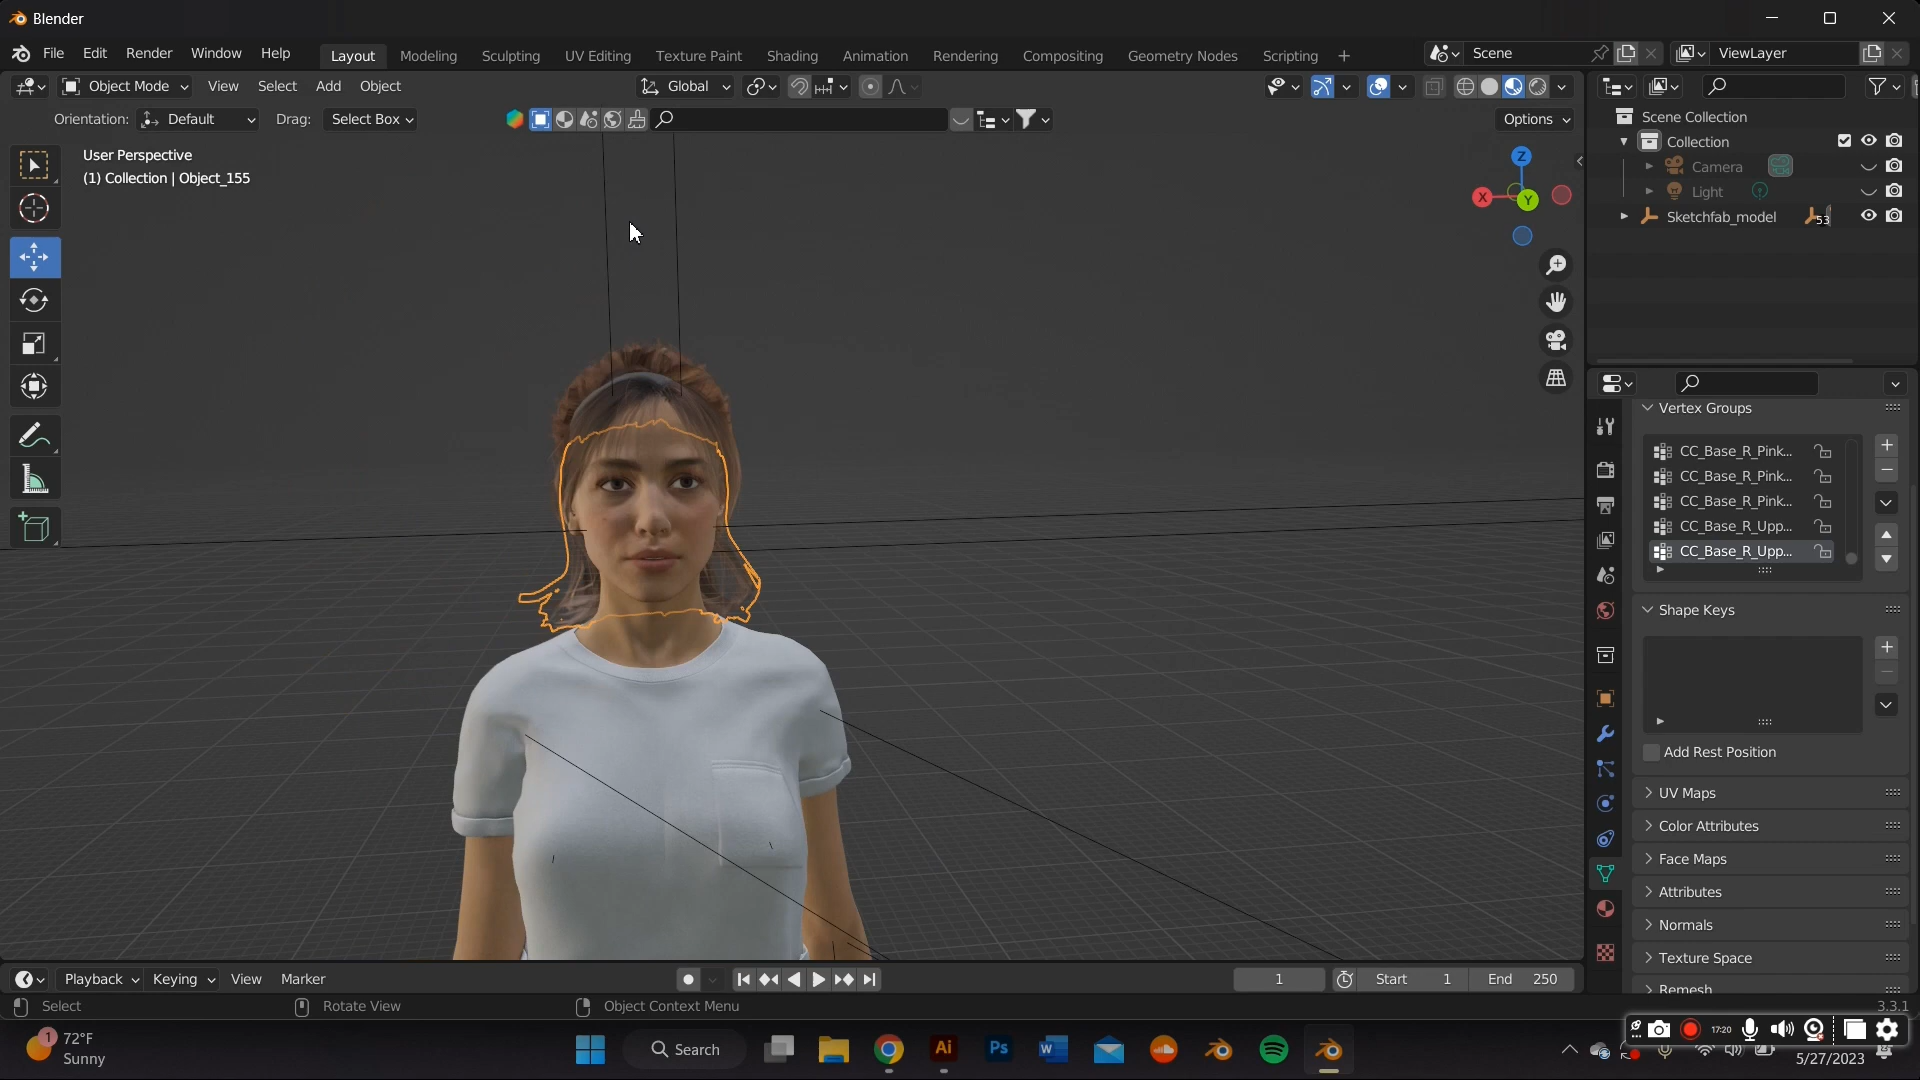 Blender
File Edit Render Window Help Layout Modeling Sculpting UV Editing Texture Paint Shading Animation Rendering Compositing Geometry Nodes Scripting + Scene ViewLayer
Object Mode View Select Add Object Global
Orientation: Default Drag: Select Box Options
User Perspective
(1) Collection | Object_155
Z
X
Y
Scene Collection
Collection
Camera
Light
Sketchfab_model 53
Vertex Groups
CC_Base_R_Pink...
CC_Base_R_Pink...
CC_Base_R_Pink...
CC_Base_R_Upp...
CC_Base_R_Upp...
Shape Keys
Add Rest Position
UV Maps
Color Attributes
Face Maps
Attributes
Normals
Texture Space
Remesh
Playback Keying View Marker 1 Start 1 End 250
Select Rotate View Object Context Menu 3.3.1
17:20
1 72°F
Sunny
Search
Ai
Ps
W
5/27/2023